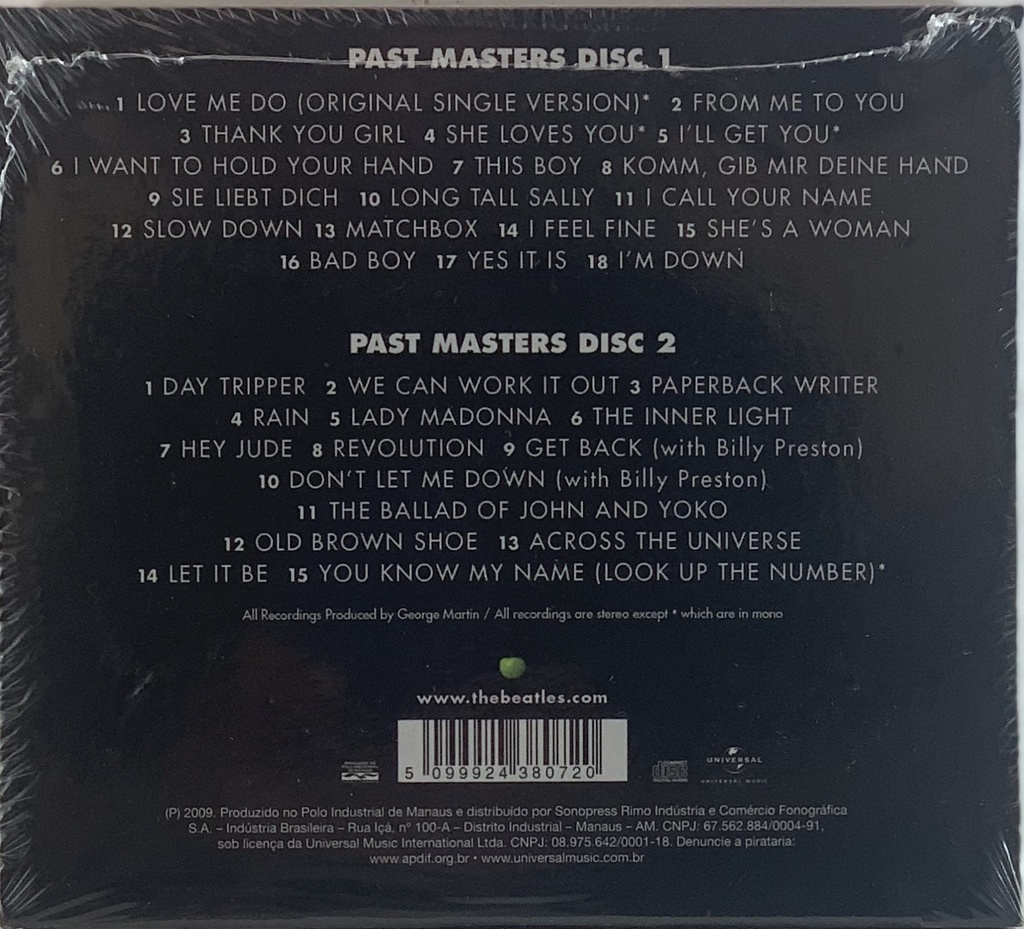 PAST MASTERS DISC 1
1 LOVE ME DO (ORIGINAL SINGLE VERSION)* 2 FROM ME TO YOU
3 THANK YOU GIRL 4 SHE LOVES YOU* 5 I'LL GET YOU*
6 I WANT TO HOLD YOUR HAND 7 THIS BOY 8 KOMM, GIB MIR DEINE HAND
9 SIE LIEBT DICH 10 LONG TALL SALLY 11 I CALL YOUR NAME
12 SLOW DOWN 13 MATCHBOX 14 I FEEL FINE 15 SHE'S A WOMAN
16 BAD BOY 17 YES IT IS 18 I'M DOWN
PAST MASTERS DISC 2
1 DAY TRIPPER 2 WE CAN WORK IT OUT 3 PAPERBACK WRITER
4 RAIN 5 LADY MADONNA 6 THE INNER LIGHT
7 HEY JUDE 8 REVOLUTION 9 GET BACK (with Billy Preston)
10 DON'T LET ME DOWN (with Billy Preston)
11 THE BALLAD OF JOHN AND YOKO
12 OLD BROWN SHOE 13 ACROSS THE UNIVERSE
14 LET IT BE 15 YOU KNOW MY NAME (LOOK UP THE NUMBER)*
All Recordings Produced by George Martin / All recordings are stereo except * which are in mono
www.thebeatles.com
5 099924 380720
disc
UNIVERSAL
UNIVERSAL MUSIC
(P) 2009. Produzido no Polo Industrial de Manaus e distribuído por Sonopress Rimo Indústria e Comércio Fonográfica
S.A. – Indústria Brasileira – Rua Içá, n° 100-A – Distrito Industrial – Manaus – AM. CNPJ: 67.562.884/0004-91,
sob licença da Universal Music International Ltda. CNPJ: 08.975.642/0001-18. Denuncie a pirataria:
www.apdif.org.br • www.universalmusic.com.br